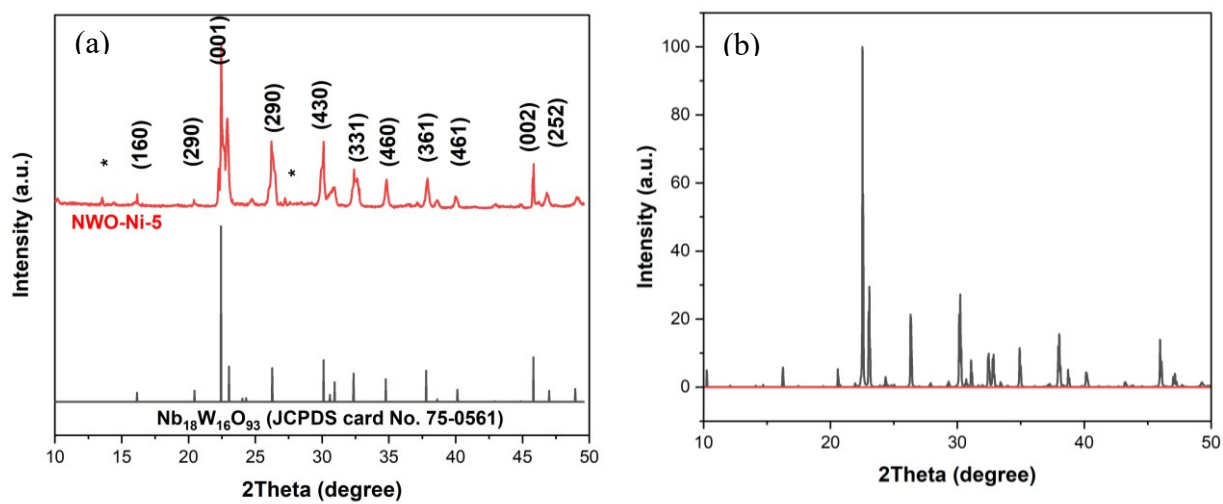 (a)
(001)
*
(160)
(290)
(290)
*
(430)
(331)
(460)
(361)
(461)
(002)
(252)
NWO-Ni-5
Nb₁₈W₁₆O₉₃ (JCPDS card No. 75-0561)
Intensity (a.u.)
10 15 20 25 30 35 40 45 50
2Theta (degree)
(b)
100
80
60
40
20
0
Intensity (a.u.)
10 20 30 40 50
2Theta (degree)